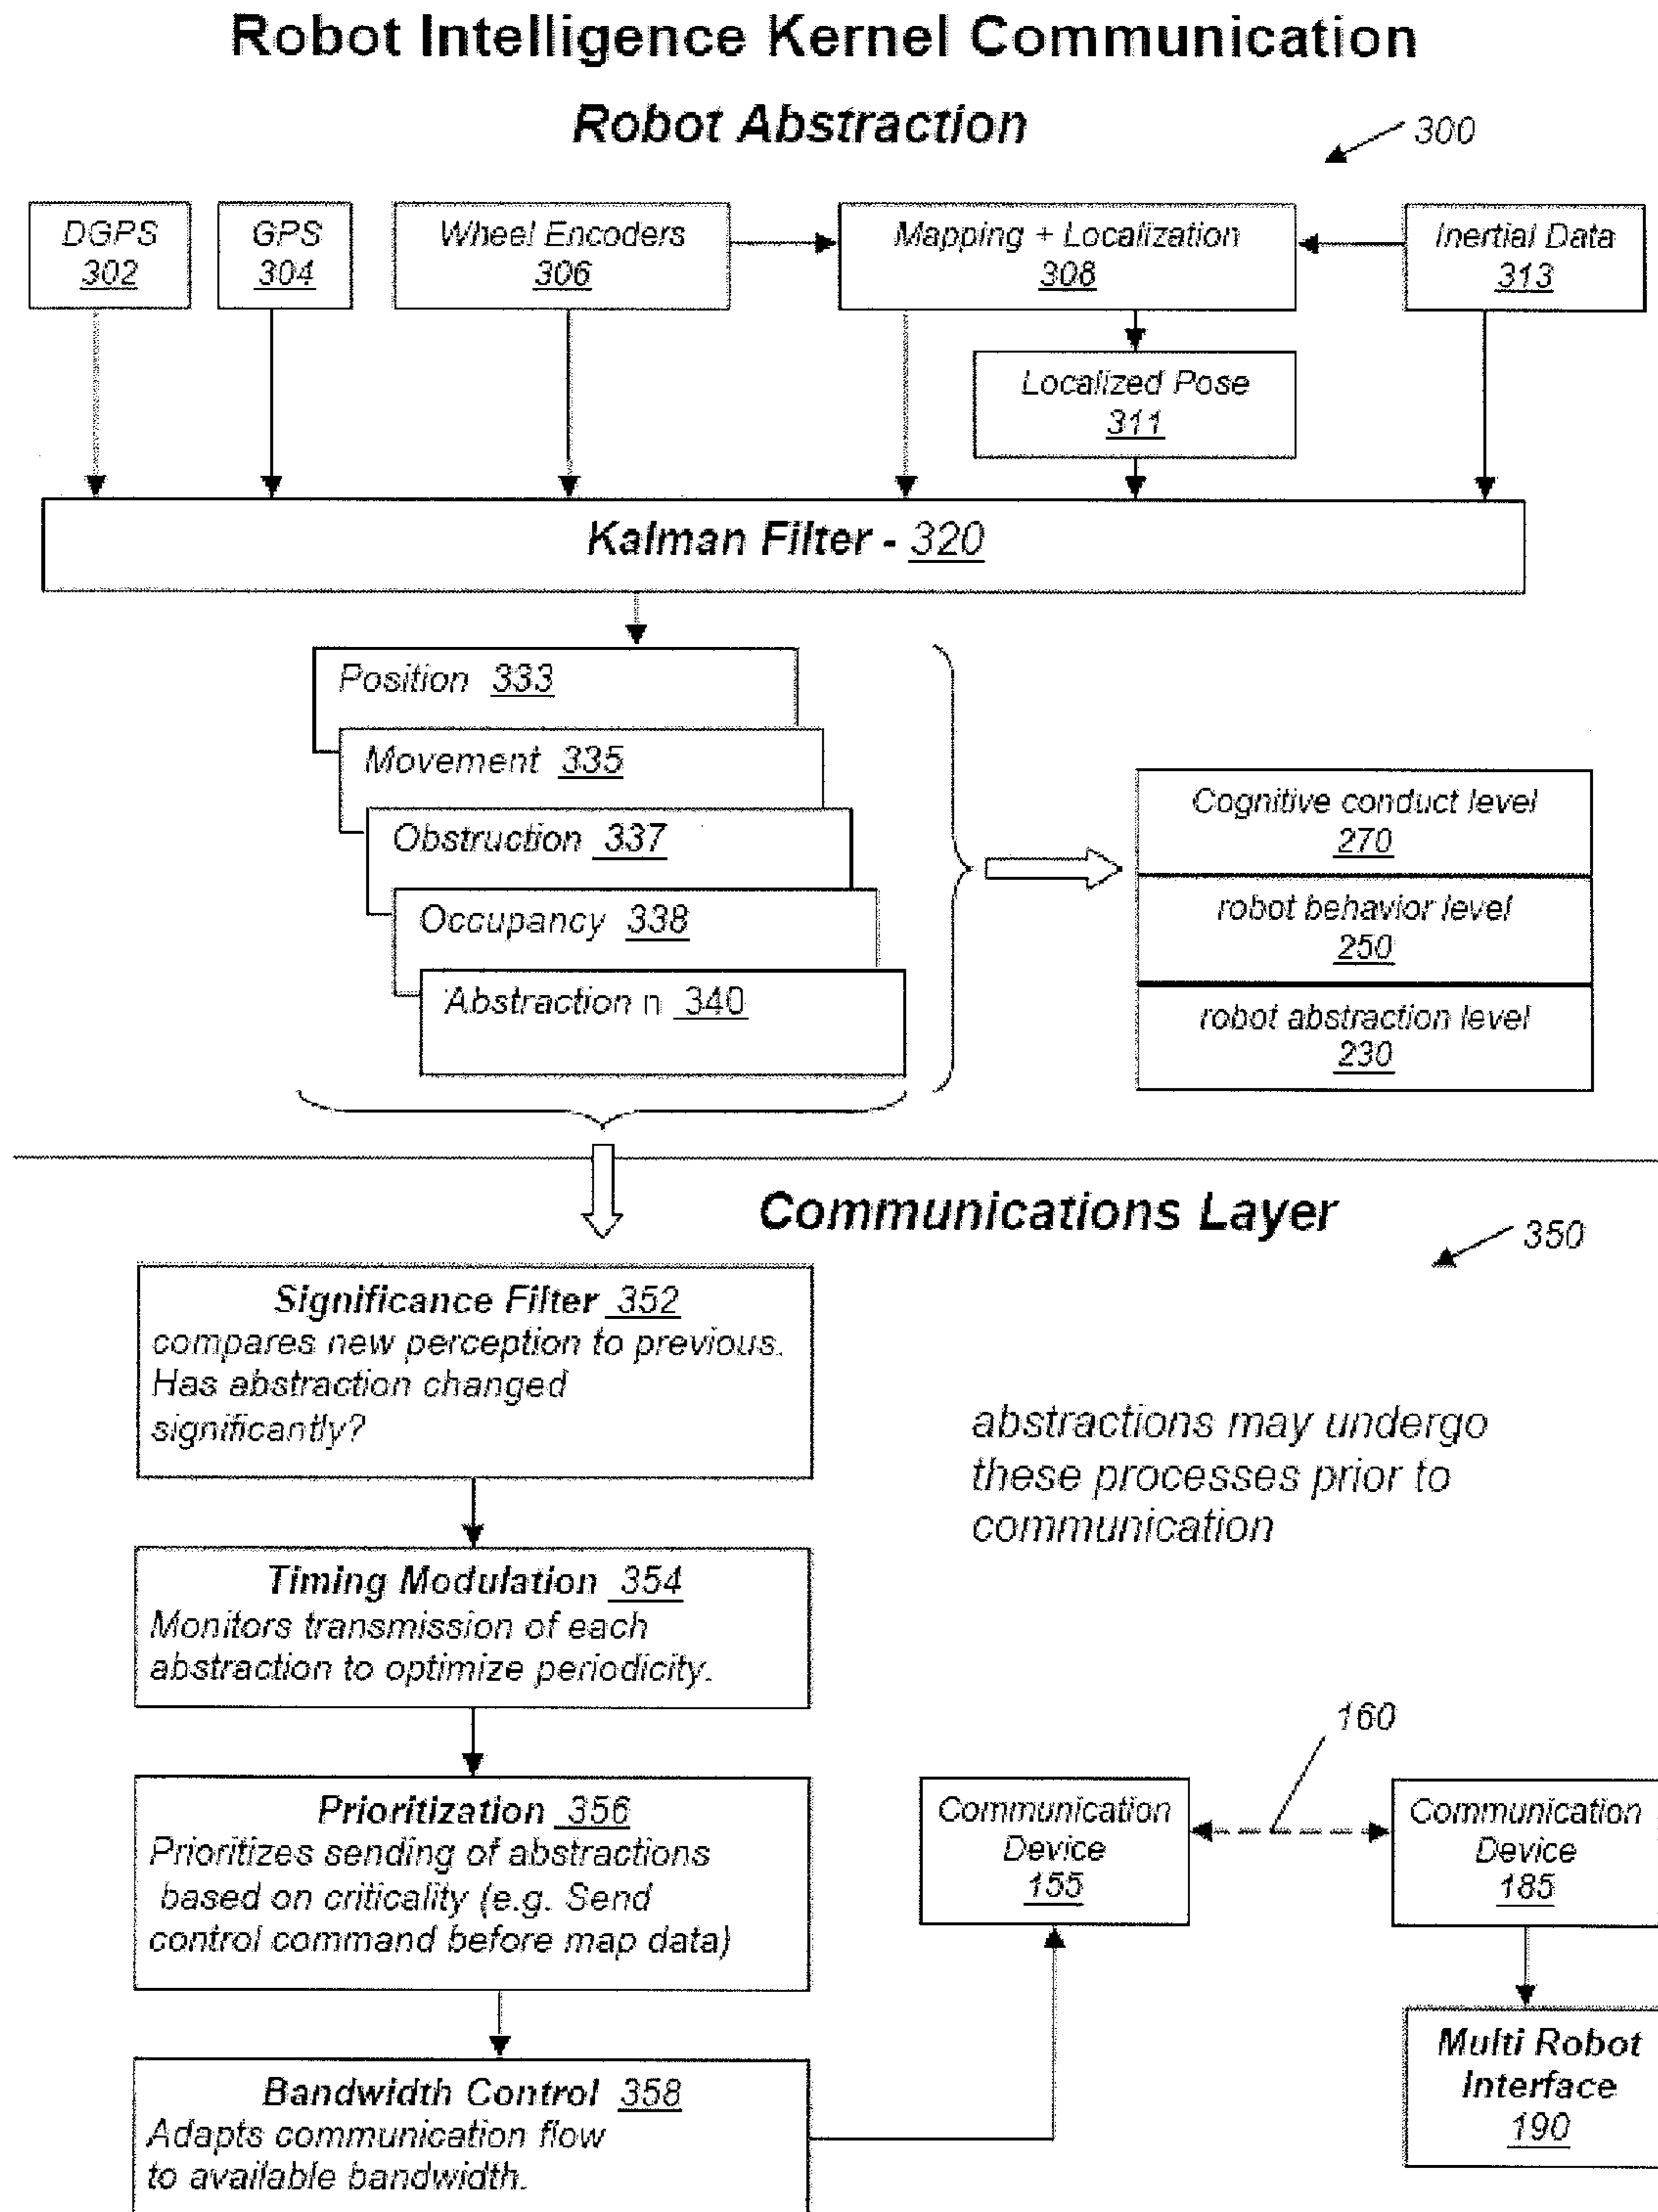 Robot Intelligence Kernel Communication
Robot Abstraction
300
DGPS
302
GPS
304
Wheel Encoders
306
Mapping + Localization
308
Inertial Data
313
Localized Pose
311
Kalman Filter - 320
Position 333
Movement 335
Obstruction 337
Occupancy 338
Abstraction n 340
Cognitive conduct level
270
robot behavior level
250
robot abstraction level
230
Communications Layer
350
Significance Filter 352
compares new perception to previous.
Has abstraction changed
significantly?
abstractions may undergo
these processes prior to
communication
Timing Modulation 354
Monitors transmission of each
abstraction to optimize periodicity.
Prioritization 356
Prioritizes sending of abstractions
based on criticality (e.g. Send
control command before map data)
160
Communication
Device
155
Communication
Device
185
Bandwidth Control 358
Adapts communication flow
to available bandwidth.
Multi Robot
Interface
190